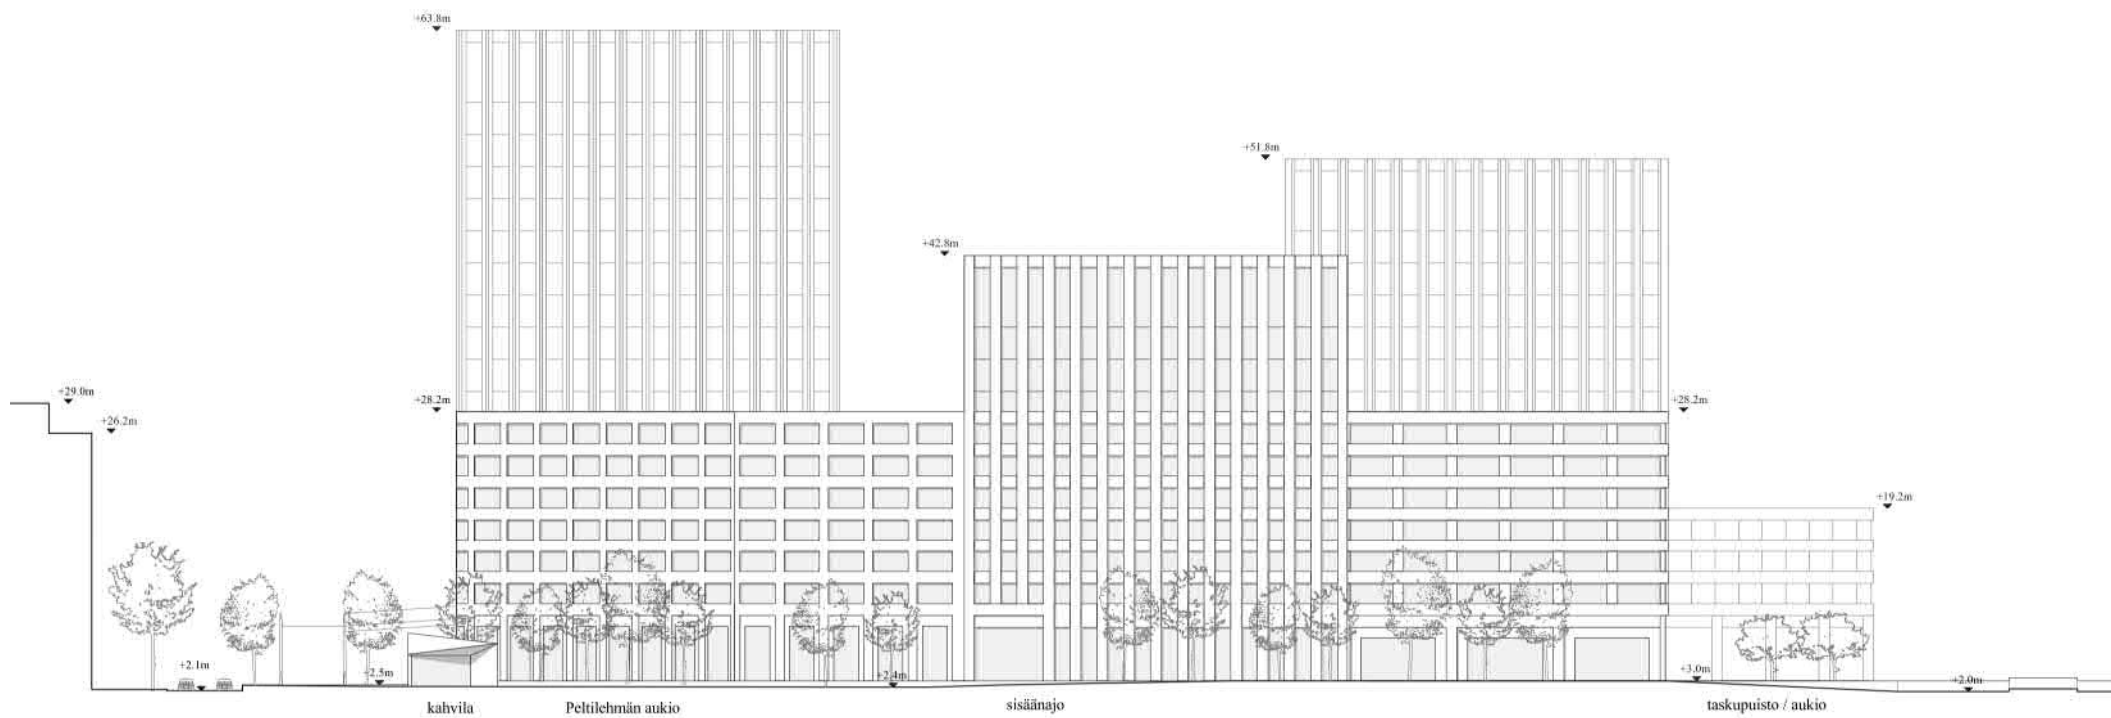 +63.8m
+51.8m
+42.8m
+29.0m
+28.2m
+28.2m
+26.2m
+19.2m
+2.1m
+2.5m
+2.4m
+3.0m
+2.0m
kahvila
Peltilehmän aukio
sisäänajo
taskupuisto / aukio